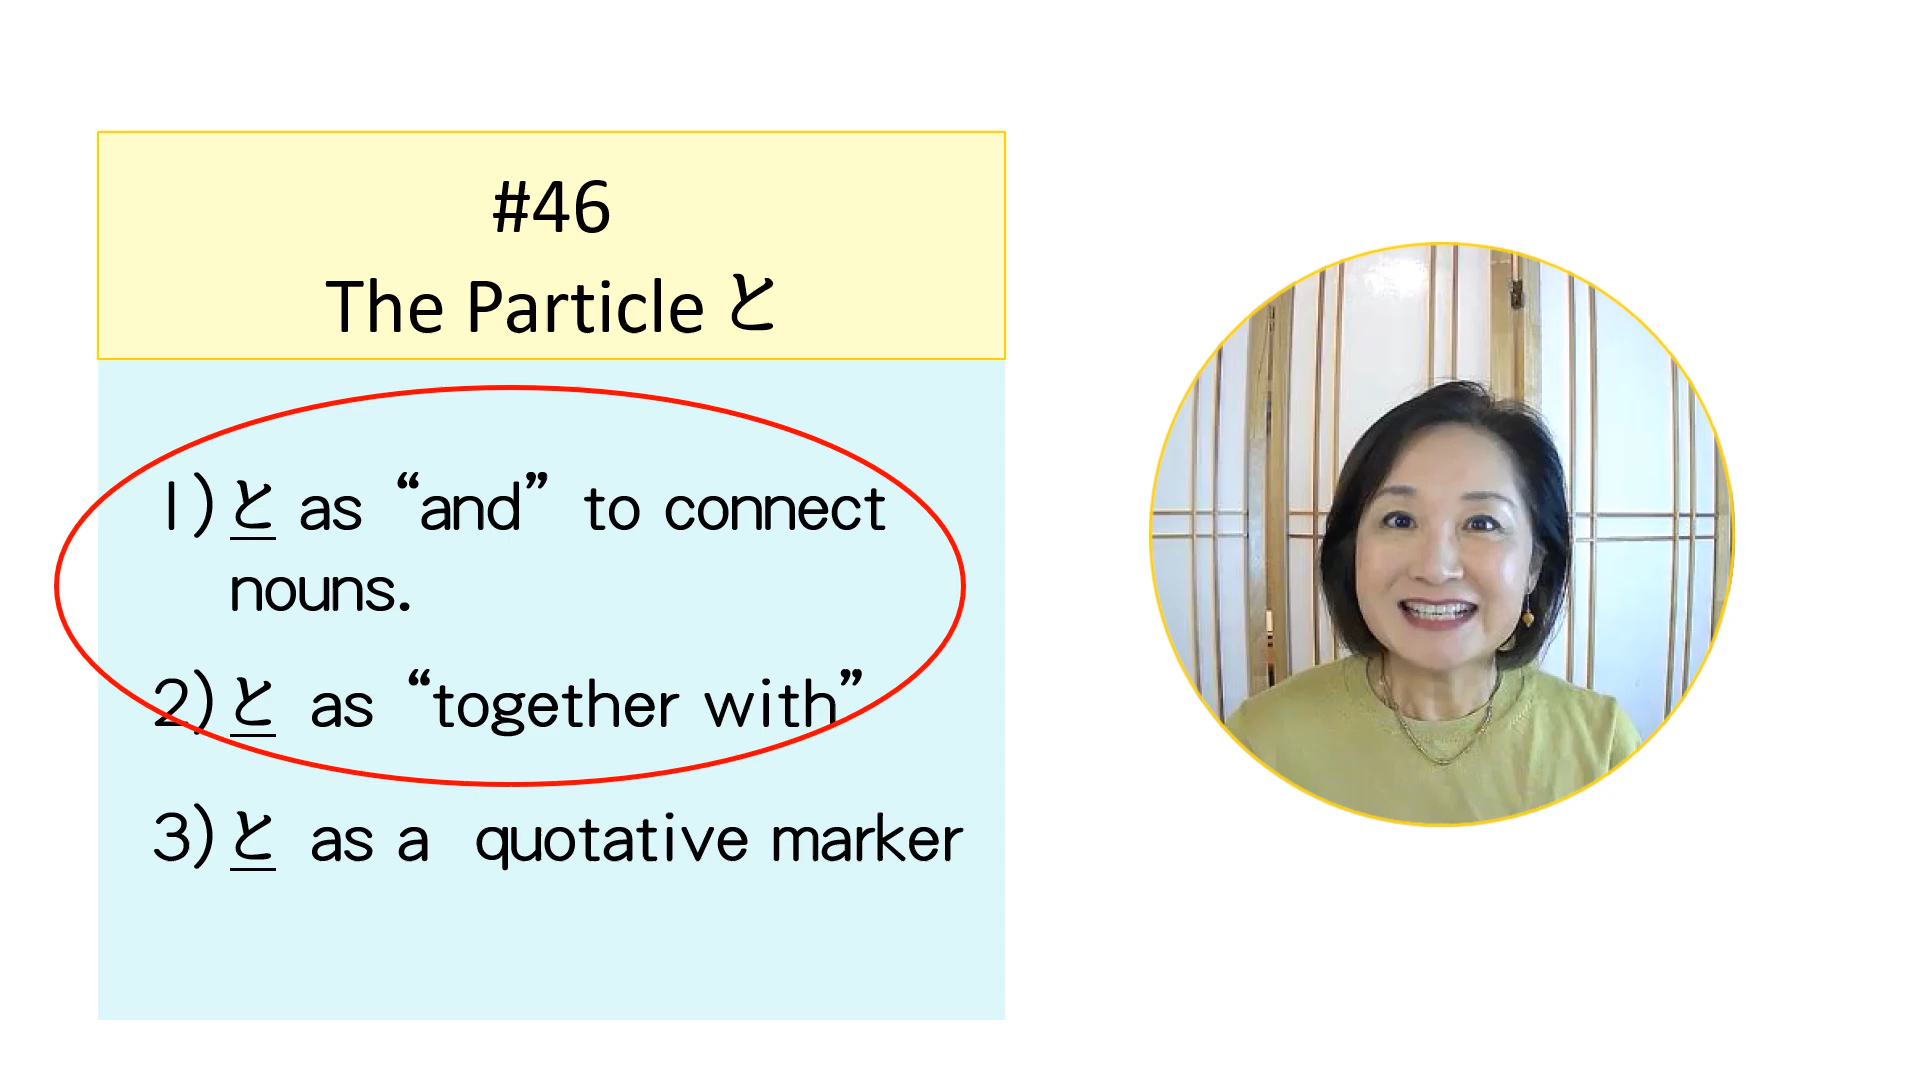 #46
The Particle と
1) と as “and” to connect
nouns.
2) と as “together with”
3) と as a quotative marker